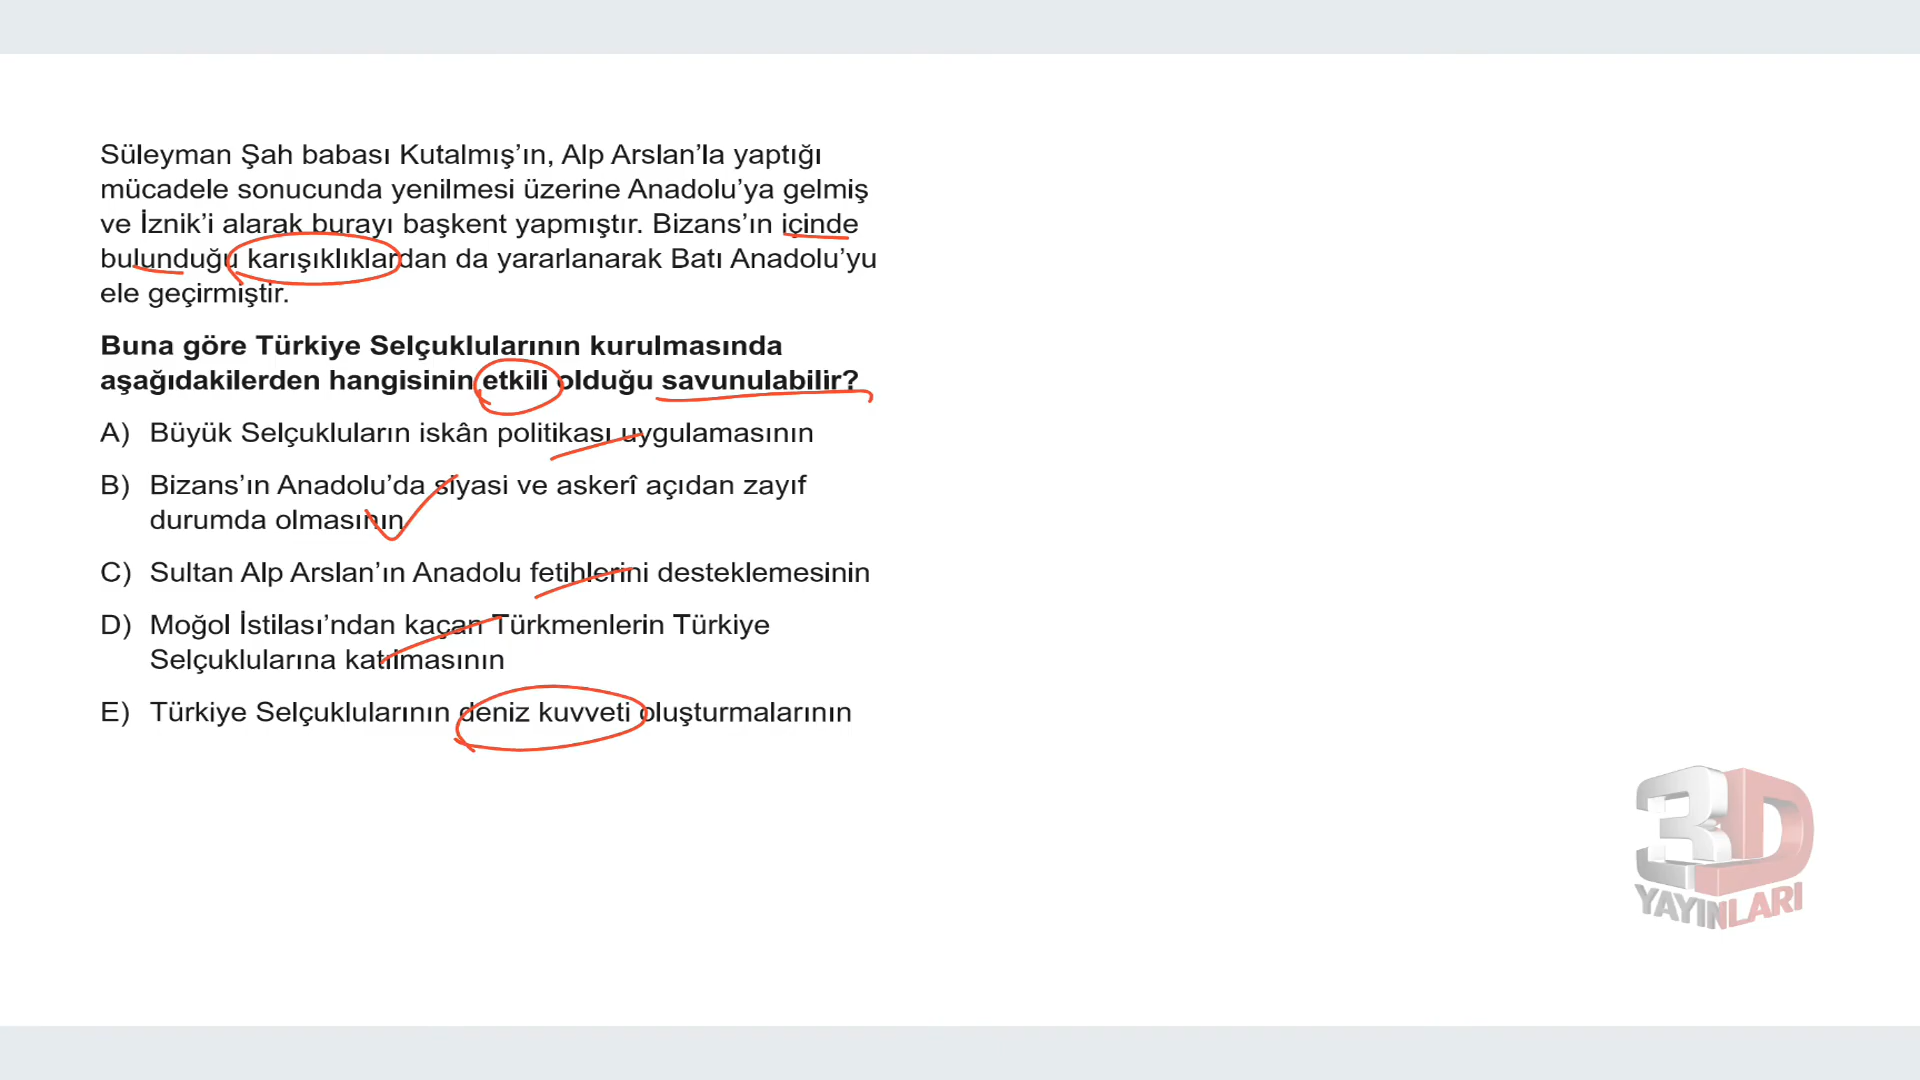 Süleyman Şah babası Kutalmış’ın, Alp Arslan’la yaptığı
mücadele sonucunda yenilmesi üzerine Anadolu’ya gelmiş
ve İznik’i alarak burayı başkent yapmıştır. Bizans’ın içinde
bulunduğu karışıklıklardan da yararlanarak Batı Anadolu’yu
ele geçirmiştir.
Buna göre Türkiye Selçuklularının kurulmasında
aşağıdakilerden hangisinin etkili olduğu savunulabilir?
A) Büyük Selçukluların iskân politikası uygulamasının
B) Bizans’ın Anadolu’da siyasi ve askerî açıdan zayıf
durumda olmasının
C) Sultan Alp Arslan’ın Anadolu fetihlerini desteklemesinin
D) Moğol İstilası’ndan kaçan Türkmenlerin Türkiye
Selçuklularına katılmasının
E) Türkiye Selçuklularının deniz kuvveti oluşturmalarının
3D
YAYINLARI